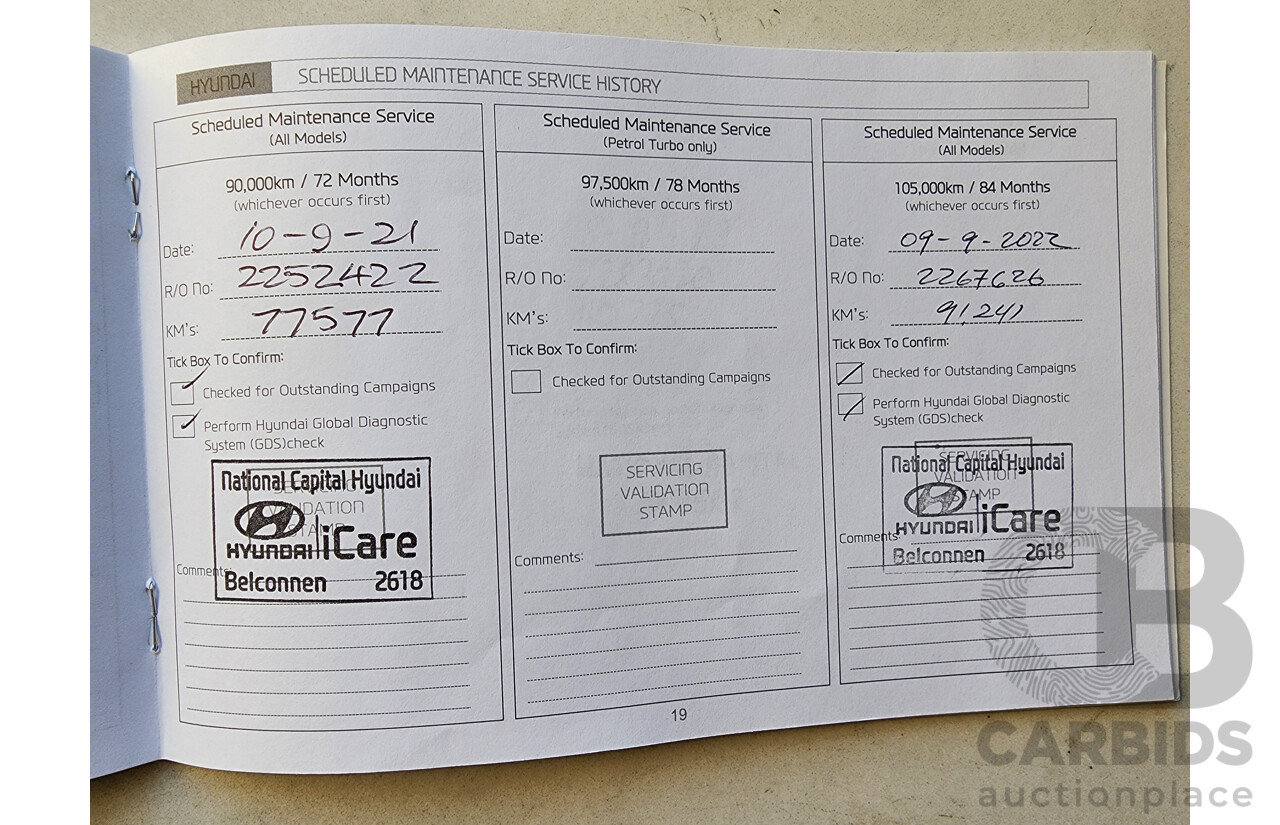 HYUNDAI SCHEDULED MAINTENANCE SERVICE HISTORY
Scheduled Maintenance Service
(All Models)
90,000km / 72 Months
(whichever occurs first)
Date: 10-9-21
R/O No: 2252422
KM's: 77577
Tick Box To Confirm:
Checked for Outstanding Campaigns
Perform Hyundai Global Diagnostic
System (GDS)check
National Capital Hyundai
HYUNDAI iCare
Belconnen 2618
Comments:
Scheduled Maintenance Service
(Petrol Turbo only)
97,500km / 78 Months
(whichever occurs first)
Date:
R/O No:
KM's:
Tick Box To Confirm:
Checked for Outstanding Campaigns
SERVICING
VALIDATION
STAMP
Comments:
Scheduled Maintenance Service
(All Models)
105,000km / 84 Months
(whichever occurs first)
Date: 09-9-2022
R/O No: 2267626
KM's: 91,241
Tick Box To Confirm:
Checked for Outstanding Campaigns
Perform Hyundai Global Diagnostic
System (GDS)check
SERVICING
VALIDATION
STAMP
National Capital Hyundai
HYUNDAI iCare
Belconnen 2618
Comments:
19
CARBIDS
auctionplace